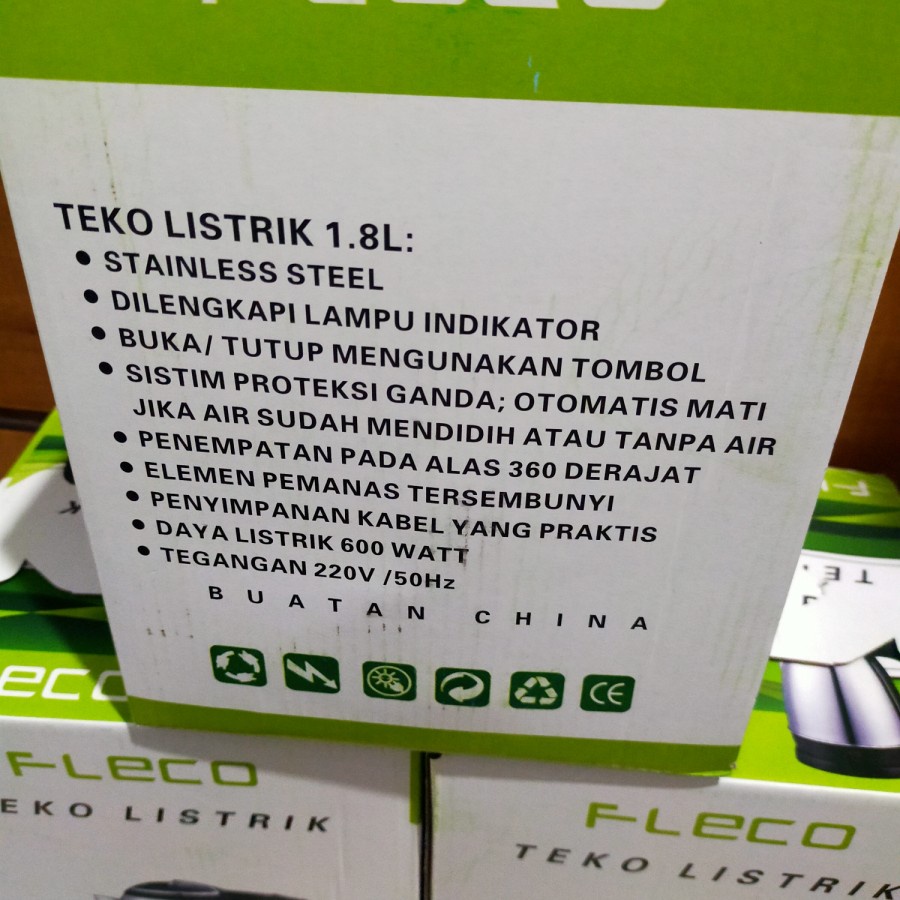 FLECO
TEKO LISTRIK 1.8L:
• STAINLESS STEEL
• DILENGKAPI LAMPU INDIKATOR
• BUKA/ TUTUP MENGUNAKAN TOMBOL
• SISTIM PROTEKSI GANDA; OTOMATIS MATI
JIKA AIR SUDAH MENDIDIH ATAU TANPA AIR
• PENEMPATAN PADA ALAS 360 DERAJAT
• ELEMEN PEMANAS TERSEMBUNYI
• PENYIMPANAN KABEL YANG PRAKTIS
• DAYA LISTRIK 600 WATT
• TEGANGAN 220V /50Hz
BUATAN CHINA
CE
FLECO
TEKO LISTRIK
FLECO
TEKO LISTRIK